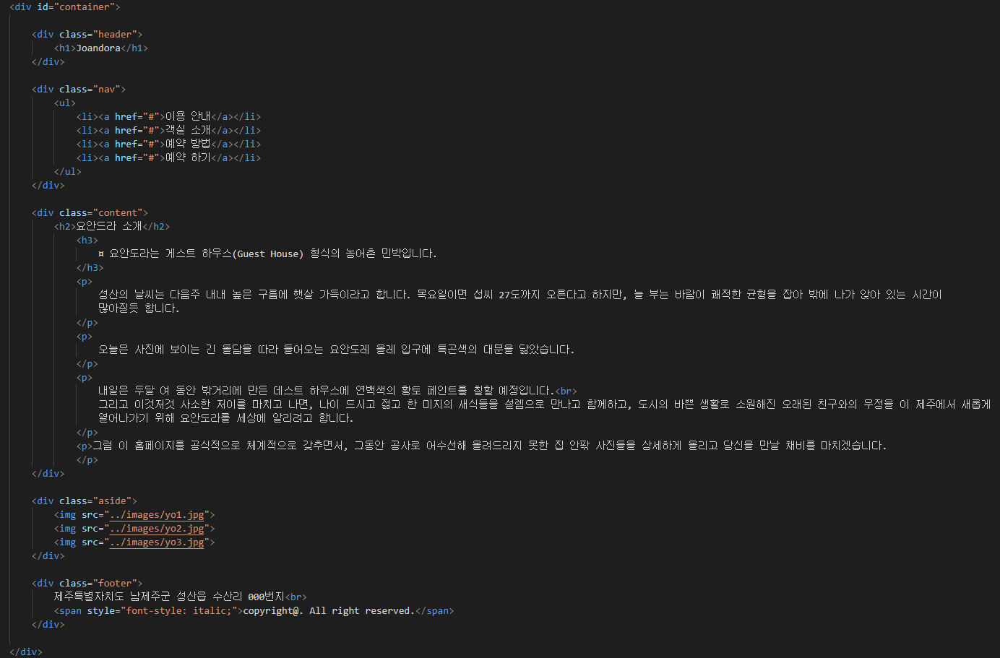 <div id="container">
<div class="header">
<h1>Joandora</h1>
</div>
<div class="nav">
<ul>
<li><a href="#">이용 안내</a></li>
<li><a href="#">객실 소개</a></li>
<li><a href="#">예약 방법</a></li>
<li><a href="#">예약 하기</a></li>
</ul>
</div>
<div class="content">
<h2>요안드라 소개</h2>
<h3>
¤ 요안도라는 게스트 하우스(Guest House) 형식의 농어촌 민박입니다.
</h3>
<p>
성산의 날씨는 다음주 내내 높은 구름에 햇살 가득이라고 합니다. 목요일이면 섭씨 27도까지 오른다고 하지만, 늘 부는 바람이 쾌적한 균형을 잡아 밖에 나가 앉아 있는 시간이
많아질듯 합니다.
</p>
<p>
오늘은 사진에 보이는 긴 돌담을 따라 들어오는 요안도레 올레 입구에 특곤색의 대문을 닮았습니다.
</p>
<p>
내일은 두달 여 동안 밖거리에 만든 데스트 하우스에 연백색의 황토 페인트를 칠할 예정입니다.<br>
그리고 이것저것 사소한 저이를 마치고 나면, 나이 드시고 젊고 한 미지의 새식들을 설렘으로 만나고 함께하고, 도시의 바쁜 생활로 소원해진 오래된 친구와의 우정을 이 제주에서 새롭게
열어나가기 위해 요안도라를 세상에 알리려고 합니다.
</p>
<p>그럼 이 홈페이지를 공식적으로 체계적으로 갖추면서, 그동안 공사로 어수선해 올려드리지 못한 집 안팎 사진들을 상세하게 올리고 당신을 만날 채비를 마치겠습니다.
</p>
</div>
<div class="aside">
<img src="../images/yo1.jpg">
<img src="../images/yo2.jpg">
<img src="../images/yo3.jpg">
</div>
<div class="footer">
제주특별자치도 남제주군 성산읍 수산리 000번지<br>
<span style="font-style: italic;">copyright@. All right reserved.</span>
</div>
</div>